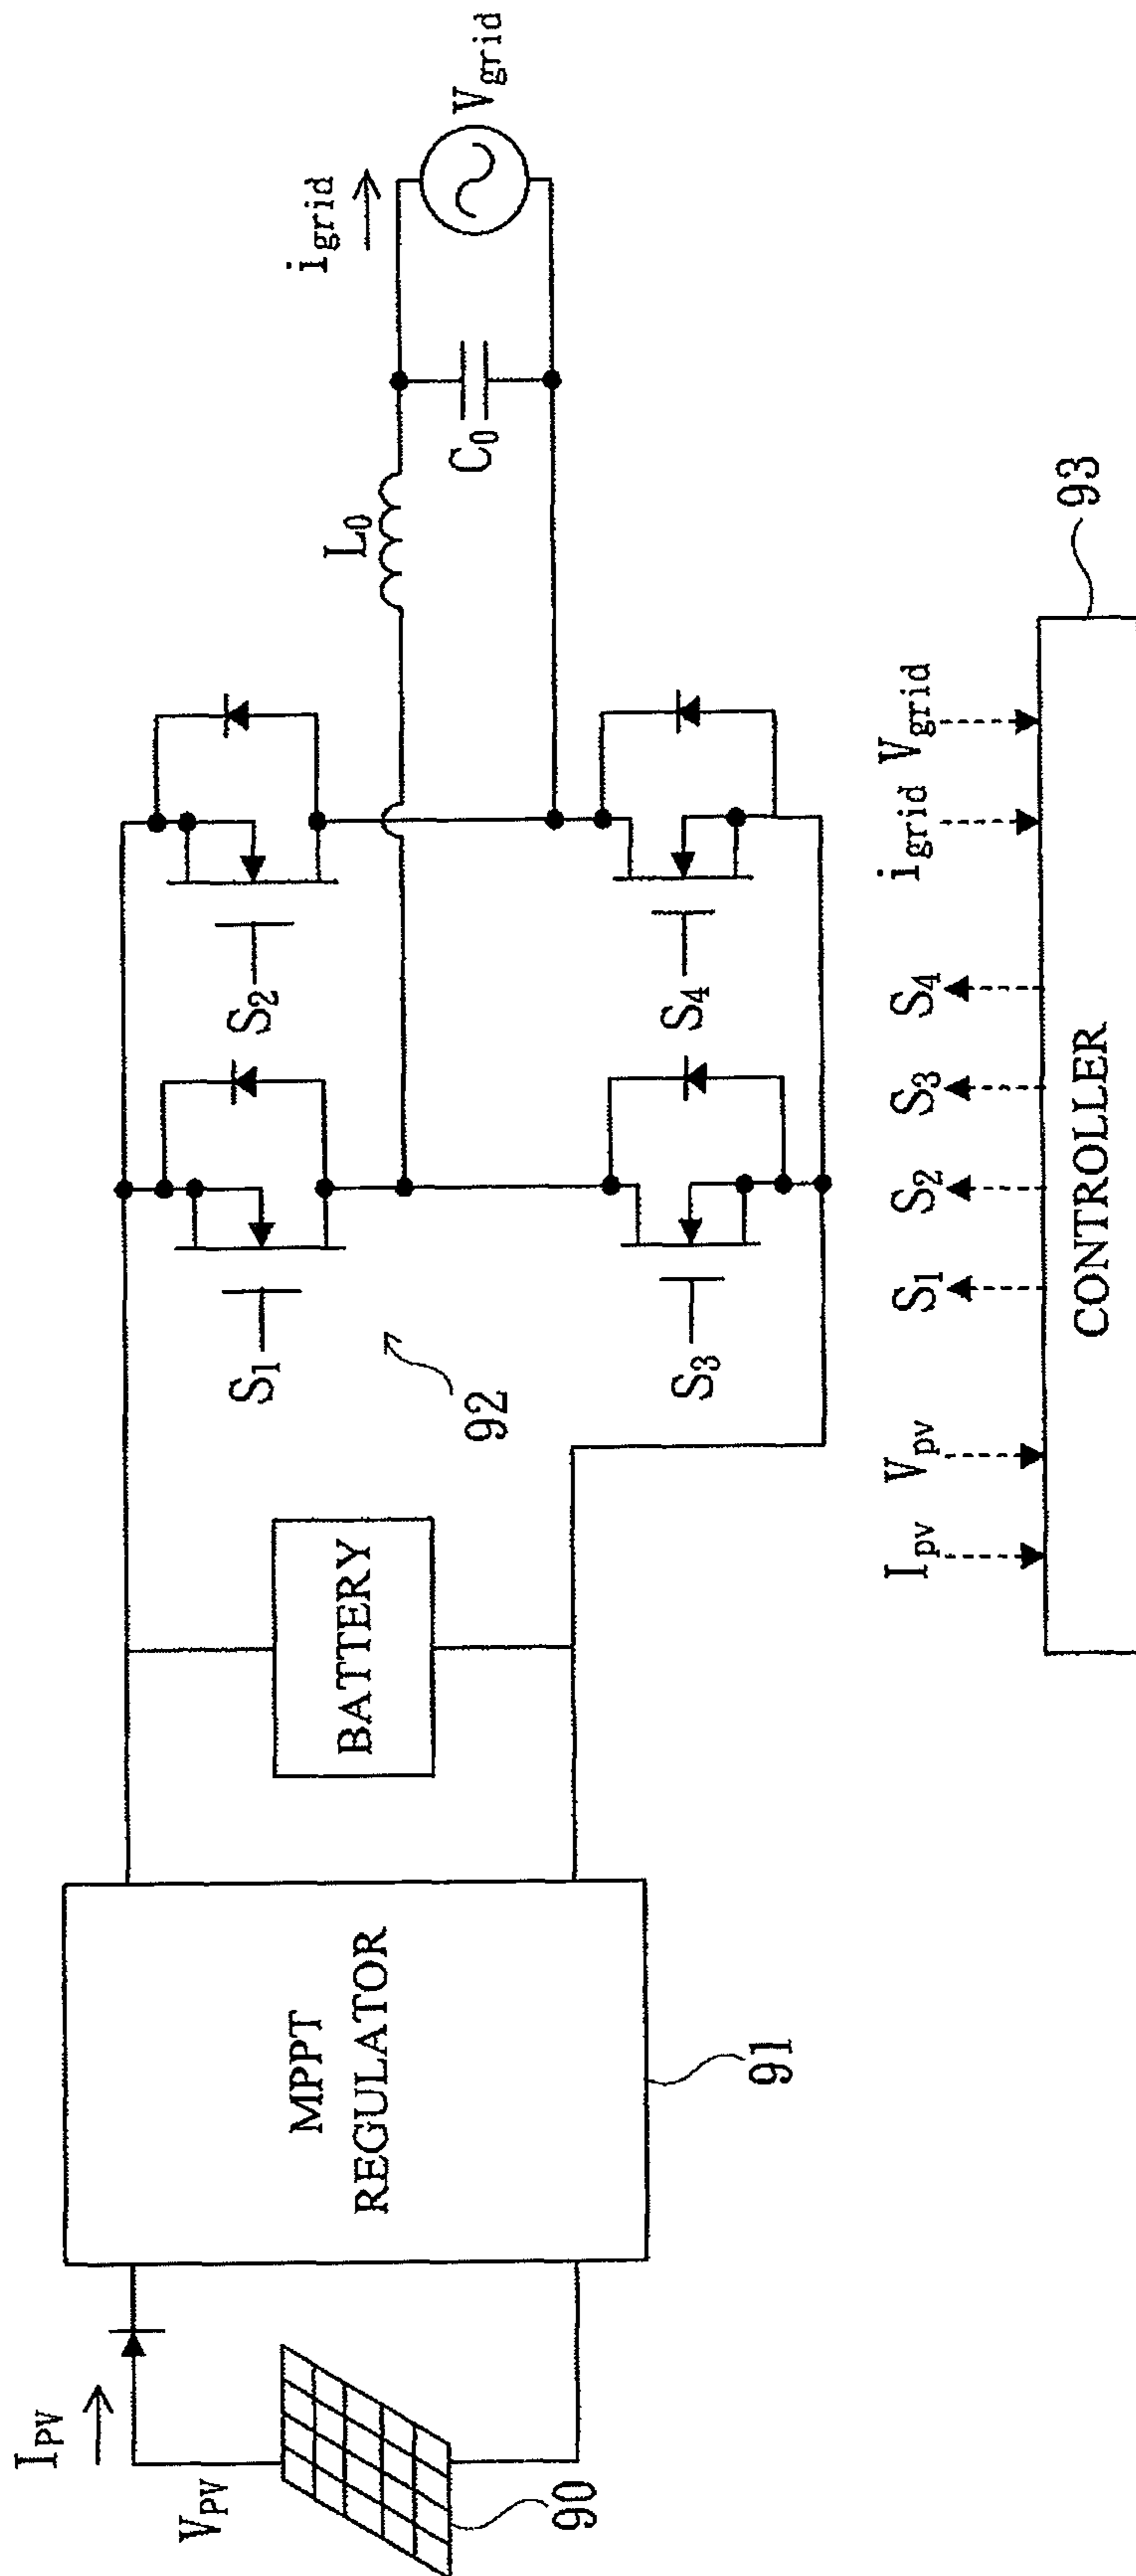 I_PV
V_PV
90
MPPT
REGULATOR
91
BATTERY
92
S_1
S_2
S_3
S_4
L_0
C_0
i_grid
V_grid
I_pv
V_pv
S_1
S_2
S_3
S_4
i_grid
V_grid
CONTROLLER
93